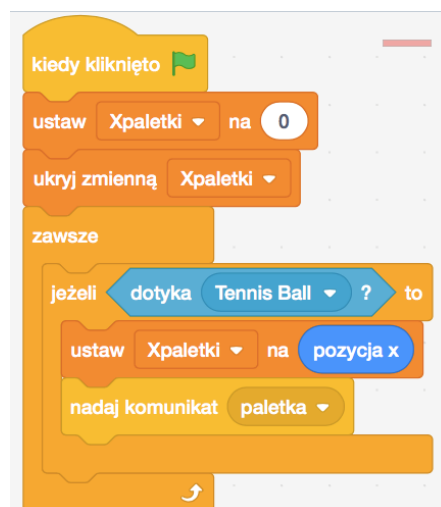 kiedy kliknięto
ustaw Xpaletki na 0
ukryj zmienną Xpaletki
zawsze
jeżeli dotyka Tennis Ball ? to
ustaw Xpaletki na pozycja x
nadaj komunikat paletka